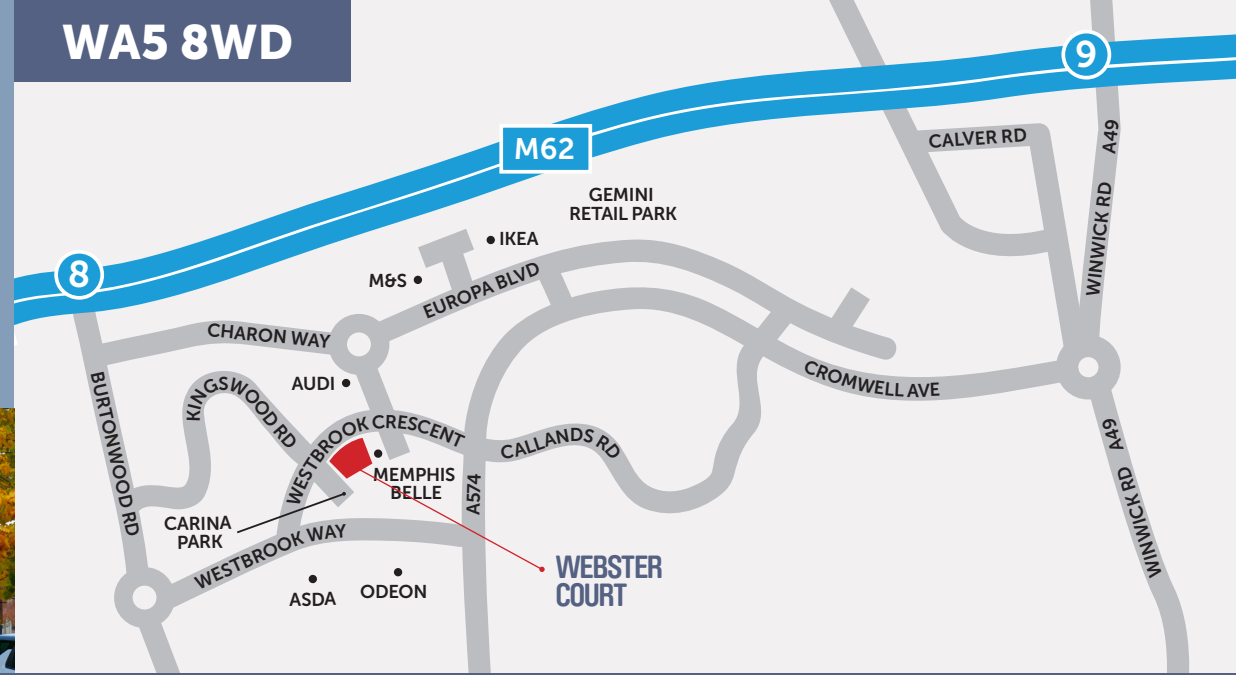 WA5 8WD
9
M62
CALVER RD
A49
GEMINI
RETAIL PARK
WINWICK RD
IKEA
8
M&S
EUROPA BLVD
CHARON WAY
AUDI
CROMWELL AVE
BURTONWOOD RD
KINGSWOOD RD
WESTBROOK CRESCENT
CALLANDS RD
A49
MEMPHIS
BELLE
A574
WINWICK RD
CARINA
PARK
WESTBROOK WAY
WEBSTER
COURT
ASDA
ODEON